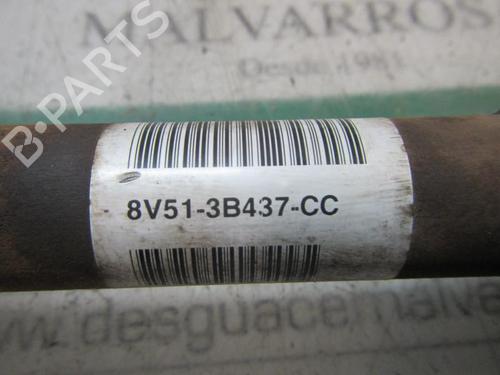 MALVARROS
Desde 1981
B-PARTS
8V51-3B437-CC
www.desguacemalva